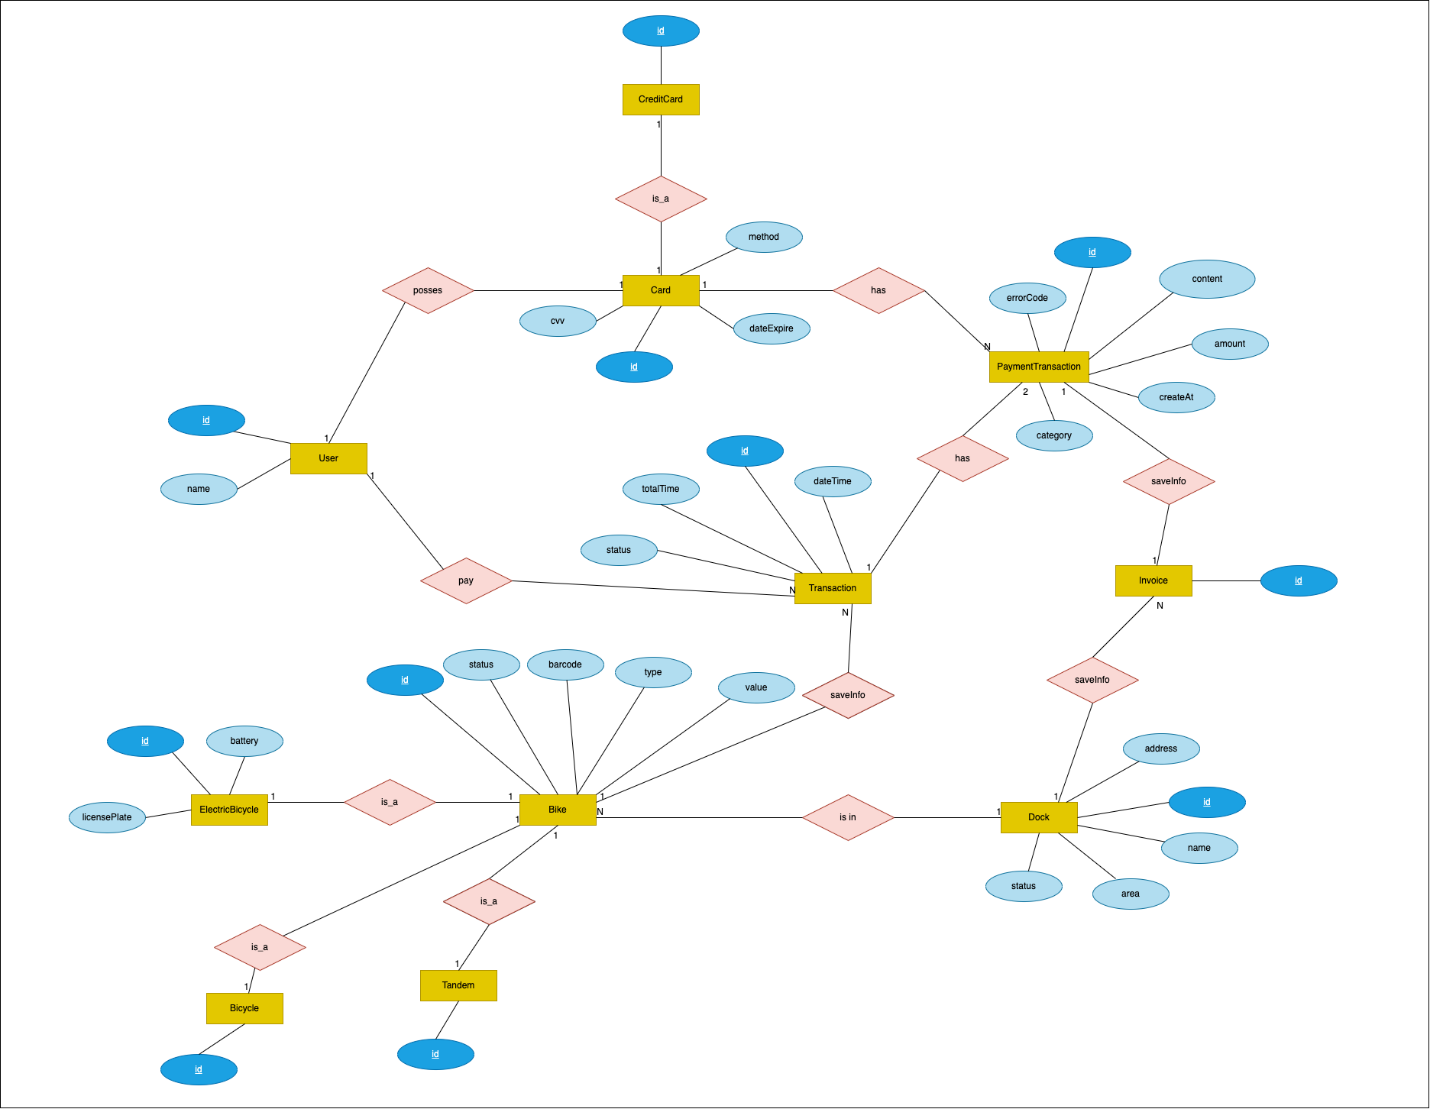 id
CreditCard
1
is_a
method
1
posses
1
Card
1
has
cvv
dateExpire
id
id
content
errorCode
amount
N
PaymentTransaction
2
1
createAt
category
id
1
User
name
1
id
totalTime
dateTime
has
saveInfo
status
pay
1
N
Transaction
N
1
Invoice
id
N
id
status
barcode
type
value
saveInfo
saveInfo
id
battery
licensePlate
ElectricBicycle
1
is_a
1
Bike
1
N
1
1
is in
address
1
1
Dock
id
name
status
area
is_a
is_a
1
Tandem
1
Bicycle
id
id